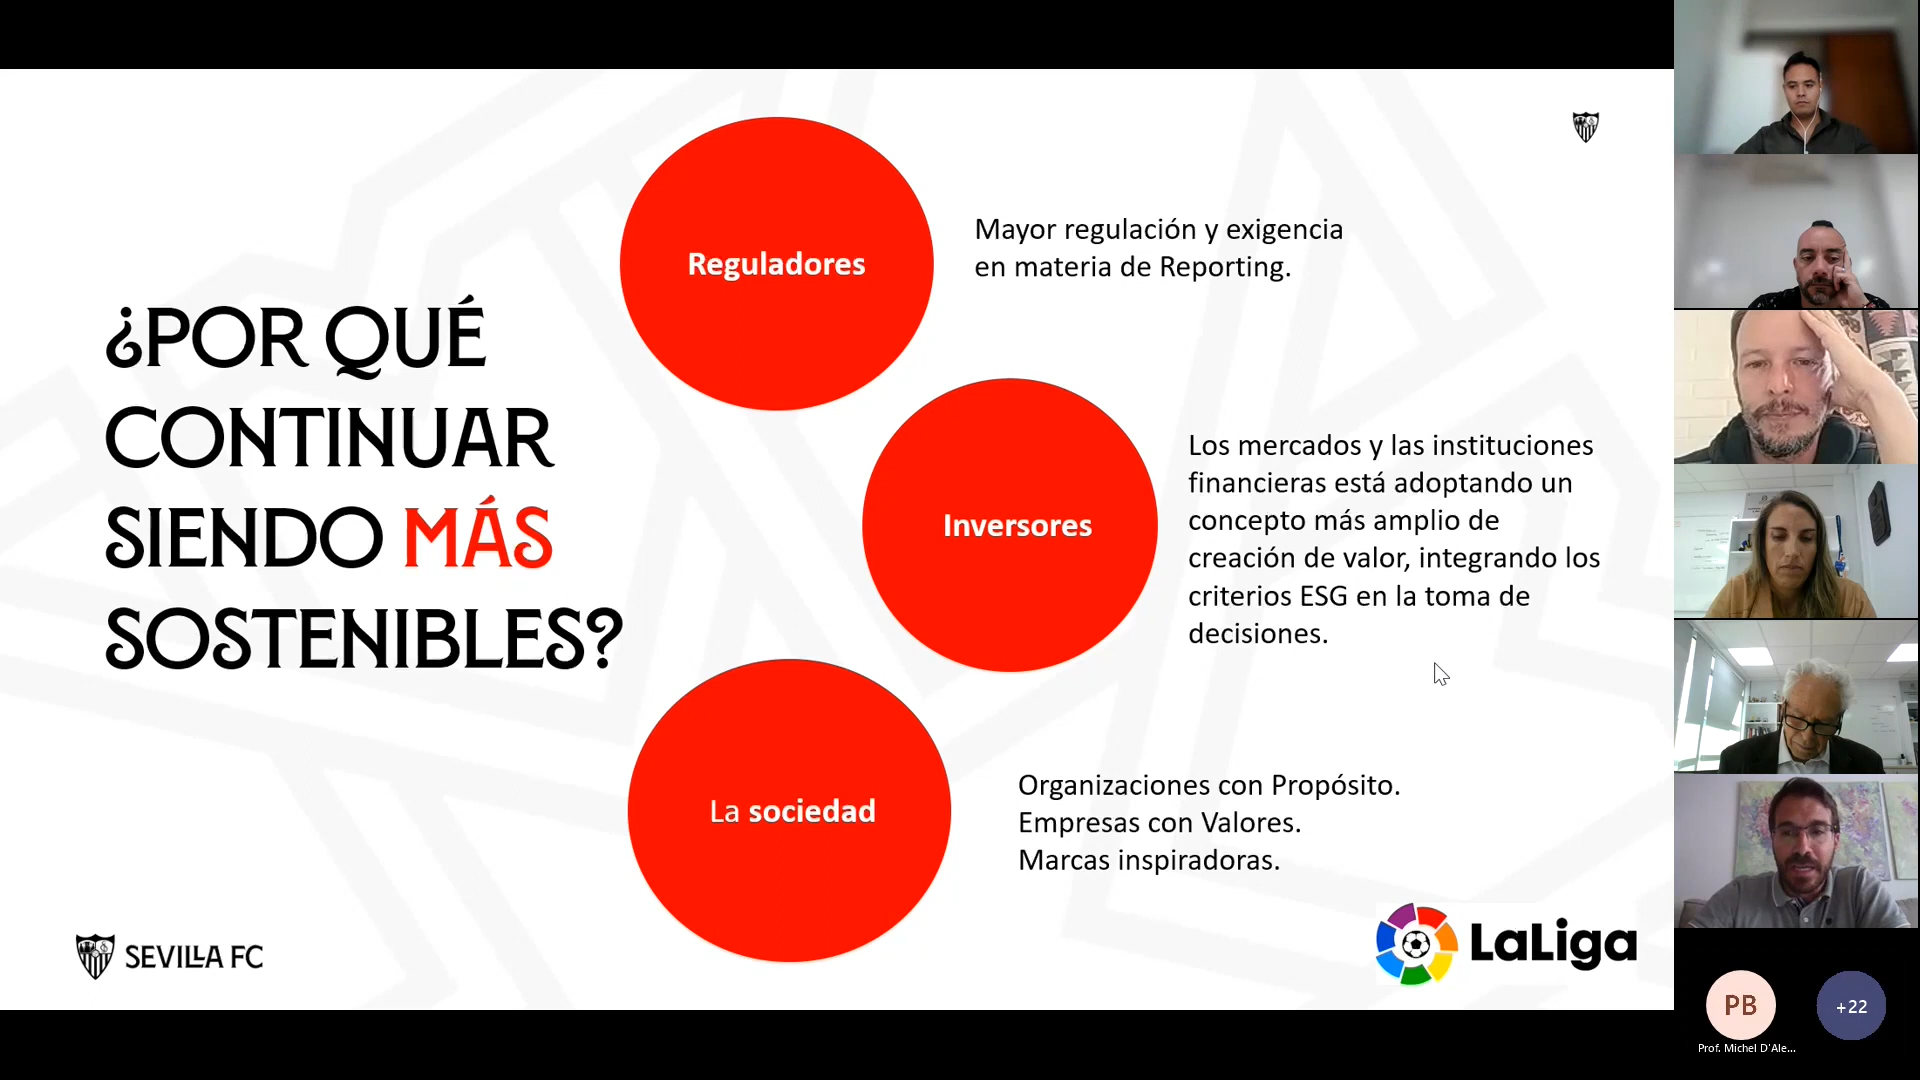 ¿POR QUÉ
CONTINUAR
SIENDO MÁS
SOSTENIBLES?
Reguladores
Mayor regulación y exigencia
en materia de Reporting.
Inversores
Los mercados y las instituciones
financieras está adoptando un
concepto más amplio de
creación de valor, integrando los
criterios ESG en la toma de
decisiones.
La sociedad
Organizaciones con Propósito.
Empresas con Valores.
Marcas inspiradoras.
SEVILLA FC
LaLiga
PB
+22
Prof. Michel D'Ale...